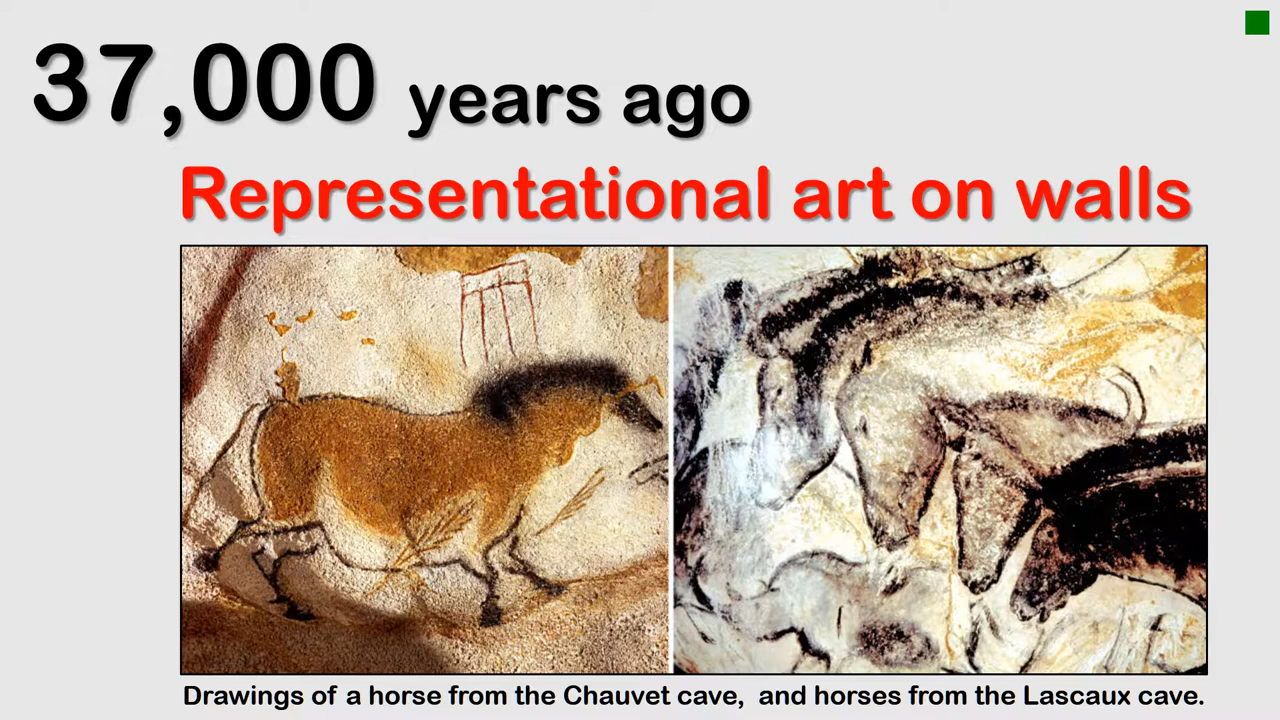 37,000 years ago
Representational art on walls
Drawings of a horse from the Chauvet cave, and horses from the Lascaux cave.